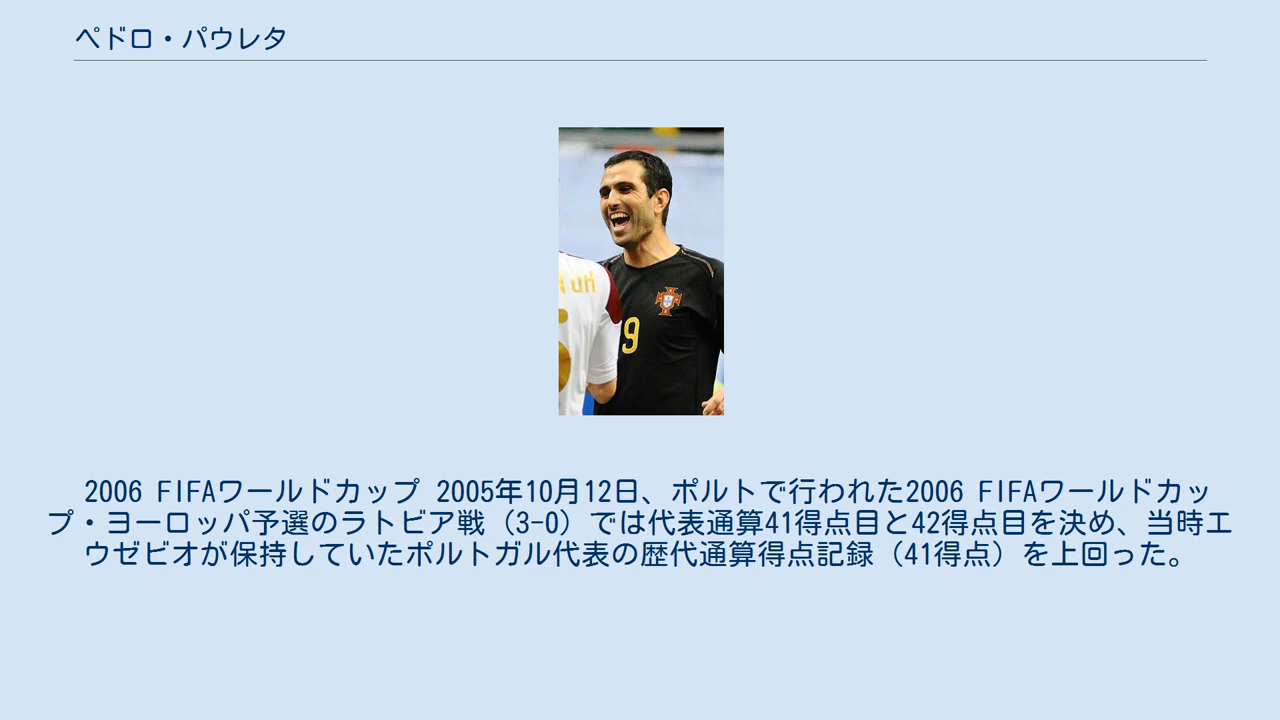 ペドロ・パウレタ
9
2006 FIFAワールドカップ 2005年10月12日、ポルトで行われた2006 FIFAワールドカッ
プ・ヨーロッパ予選のラトビア戦（3-0）では代表通算41得点目と42得点目を決め、当時エ
ウゼビオが保持していたポルトガル代表の歴代通算得点記録（41得点）を上回った。